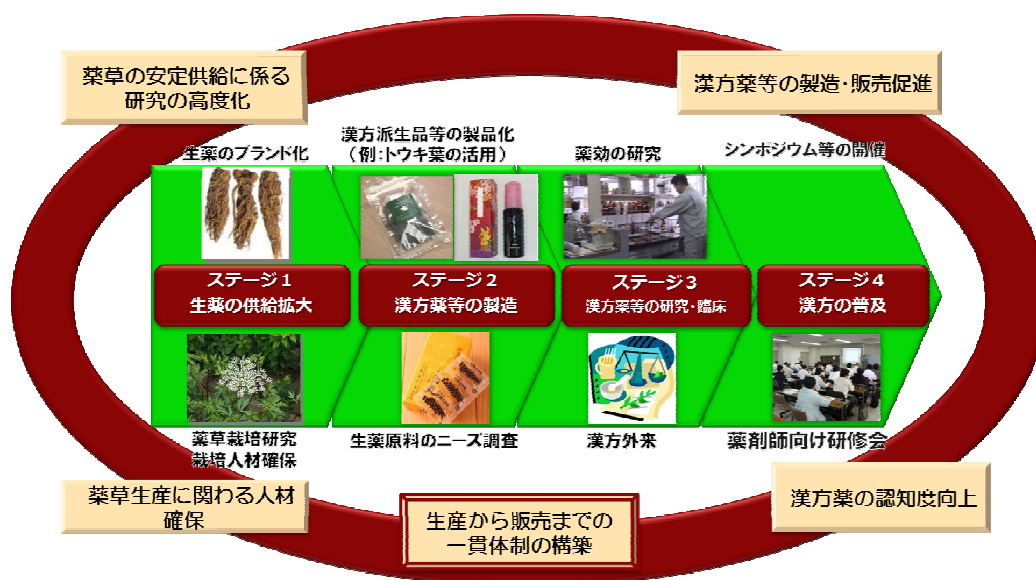 薬草の安定供給に係る
研究の高度化
漢方薬等の製造・販売促進
生薬のブランド化
漢方派生品等の製品化
（例：トウキ葉の活用）
薬効の研究
シンポジウム等の開催
ステージ１
生薬の供給拡大
ステージ２
漢方薬等の製造
ステージ３
漢方薬等の研究・臨床
ステージ４
漢方の普及
薬草栽培研究
栽培人材確保
生薬原料のニーズ調査
漢方外来
薬剤師向け研修会
薬草生産に関わる人材
確保
生産から販売までの
一貫体制の構築
漢方薬の認知度向上